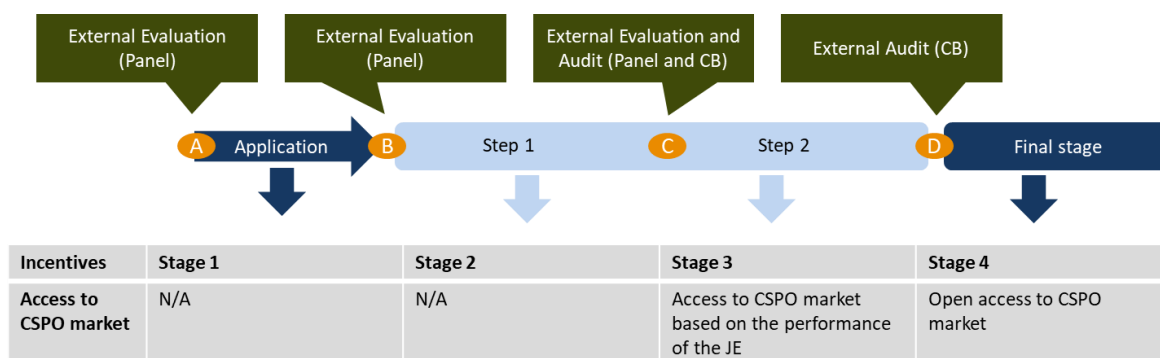 External Evaluation
(Panel)
External Evaluation
(Panel)
External Evaluation and
Audit (Panel and CB)
External Audit (CB)
A
Application
B
Step 1
C
Step 2
D
Final stage
Incentives
Stage 1
Stage 2
Stage 3
Stage 4
Access to
CSPO market
N/A
N/A
Access to CSPO market
based on the performance
of the JE
Open access to CSPO
market